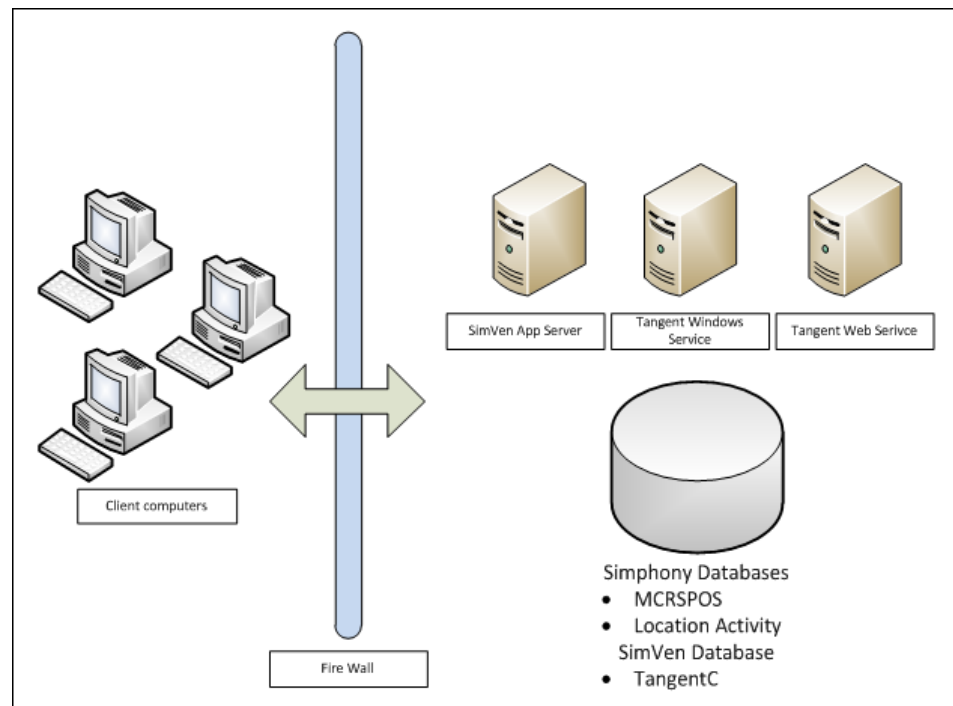 SimVen App Server
Tangent Windows
Service
Tangent Web Serivce
Client computers
Simphony Databases
• MCRSPOS
• Location Activity
SimVen Database
• TangentC
Fire Wall